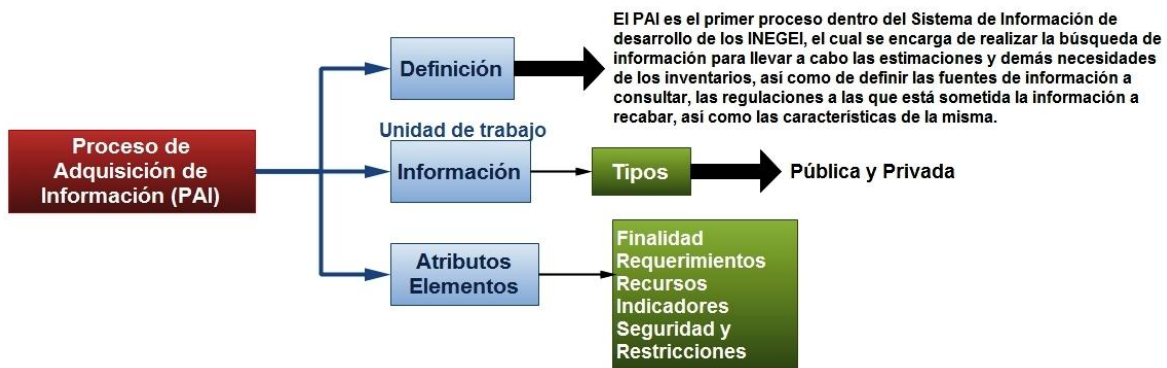 El PAI es el primer proceso dentro del Sistema de Información de
desarrollo de los INEGEI, el cual se encarga de realizar la búsqueda de
información para llevar a cabo las estimaciones y demás necesidades
de los inventarios, así como de definir las fuentes de información a
consultar, las regulaciones a las que está sometida la información a
recabar, así como las características de la misma.
Definición
Proceso de
Adquisición de
Información (PAI)
Unidad de trabajo
Información
Tipos
Pública y Privada
Atributos
Elementos
Finalidad
Requerimientos
Recursos
Indicadores
Seguridad y
Restricciones